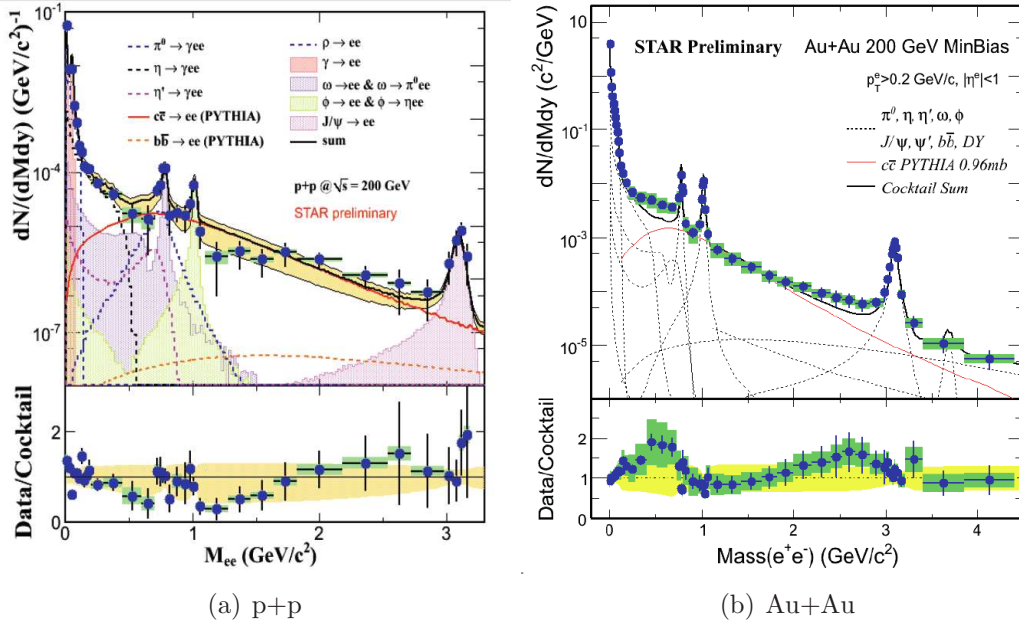 dN/(dMdy) (GeV/c²)⁻¹
10⁻¹
10⁻⁴
10⁻⁷
π⁰ → γee
η → γee
η′ → γee
cc̅ → ee (PYTHIA)
bb̅ → ee (PYTHIA)
ρ → ee
γ → ee
ω → ee & ω → π⁰ee
ϕ → ee & ϕ → ηee
J/ψ → ee
sum
p+p @ √s = 200 GeV
STAR preliminary
Data/Cocktail
2
1
0
0 1 2 3
M_ee (GeV/c²)
(a) p+p
dN/dMdy (c²/GeV)
10
10⁻¹
10⁻³
10⁻⁵
STAR Preliminary Au+Au 200 GeV MinBias
p_T^e>0.2 GeV/c, |η^e|<1
π⁰, η, η′, ω, ϕ
J/ψ, ψ′, bb̅, DY
cc̅ PYTHIA 0.96mb
Cocktail Sum
Data/Cocktail
2
1
0
0 1 2 3 4
Mass(e⁺e⁻) (GeV/c²)
(b) Au+Au